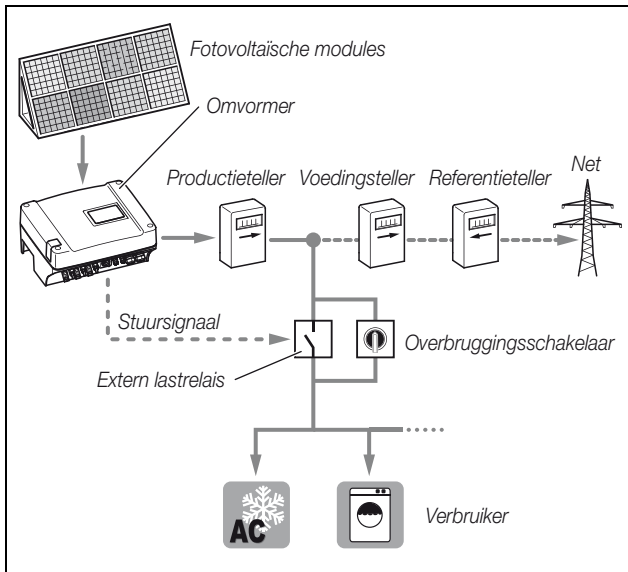 Fotovoltaïsche modules
Omvormer
Productieteller
Voedingsteller
Referentieteller
Net
Stuursignaal
Overbruggingsschakelaar
Extern lastrelais
AC
Verbruiker